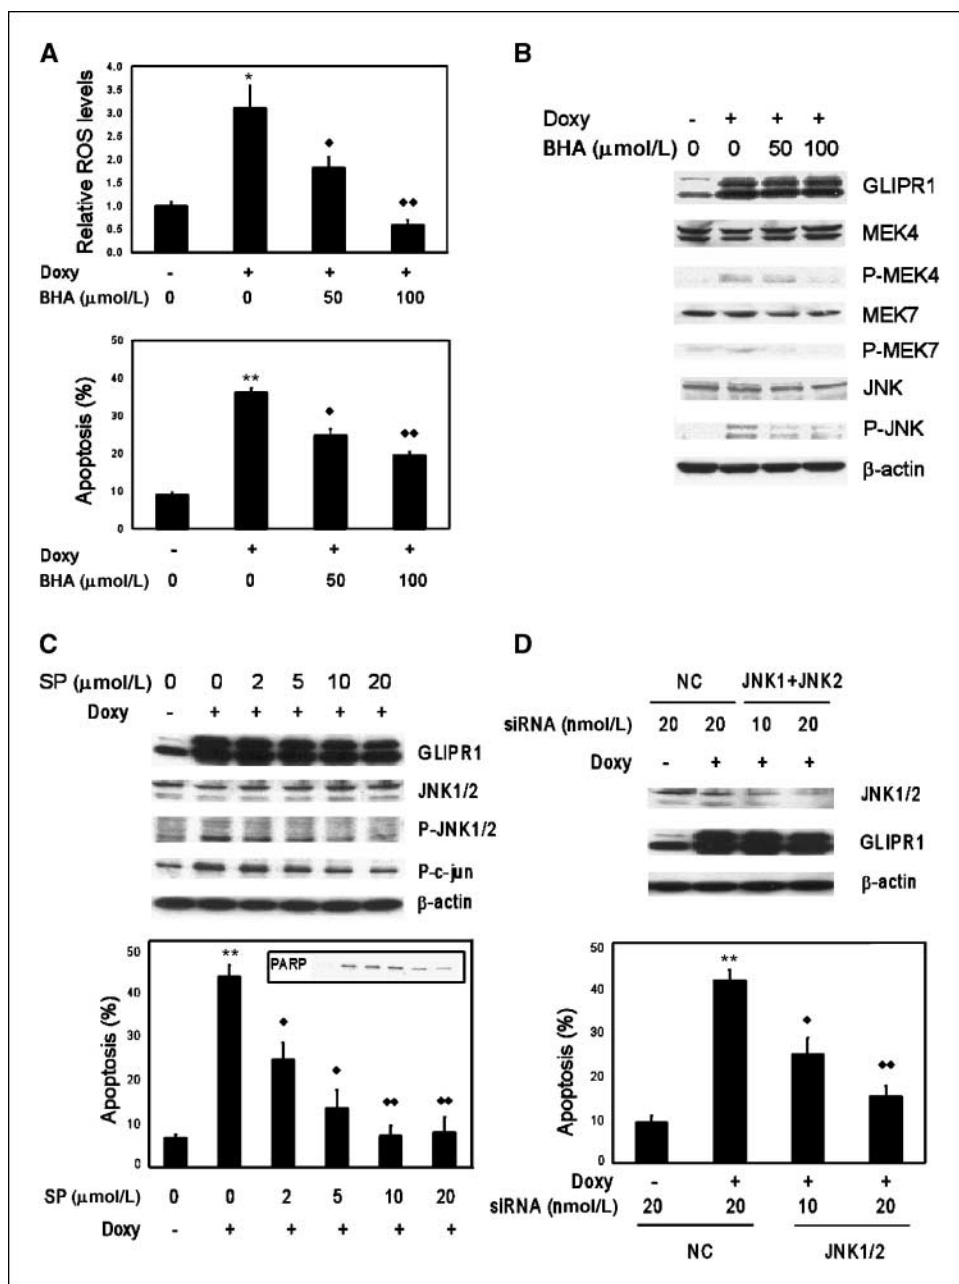 A
Relative ROS levels
4.0
3.5
3.0
2.5
2.0
1.5
1.0
0.5
0.0
*
◆
◆◆
Doxy - + + +
BHA (μmol/L) 0 0 50 100
Apoptosis (%)
50
40
30
20
10
0
**
◆
◆◆
Doxy - + + +
BHA (μmol/L) 0 0 50 100
B
Doxy - + + +
BHA (μmol/L) 0 0 50 100
GLIPR1
MEK4
P-MEK4
MEK7
P-MEK7
JNK
P-JNK
β-actin
C
SP (μmol/L) 0 0 2 5 10 20
Doxy - + + + + +
GLIPR1
JNK1/2
P-JNK1/2
P-c-jun
β-actin
Apoptosis (%)
50
40
30
20
10
0
**
PARP
◆
◆
◆◆
◆◆
SP (μmol/L) 0 0 2 5 10 20
Doxy - + + + + +
D
NC JNK1+JNK2
siRNA (nmol/L) 20 20 10 20
Doxy - + + +
JNK1/2
GLIPR1
β-actin
Apoptosis (%)
50
40
30
20
10
0
**
◆
◆◆
Doxy - + + +
siRNA (nmol/L) 20 20 10 20
NC JNK1/2